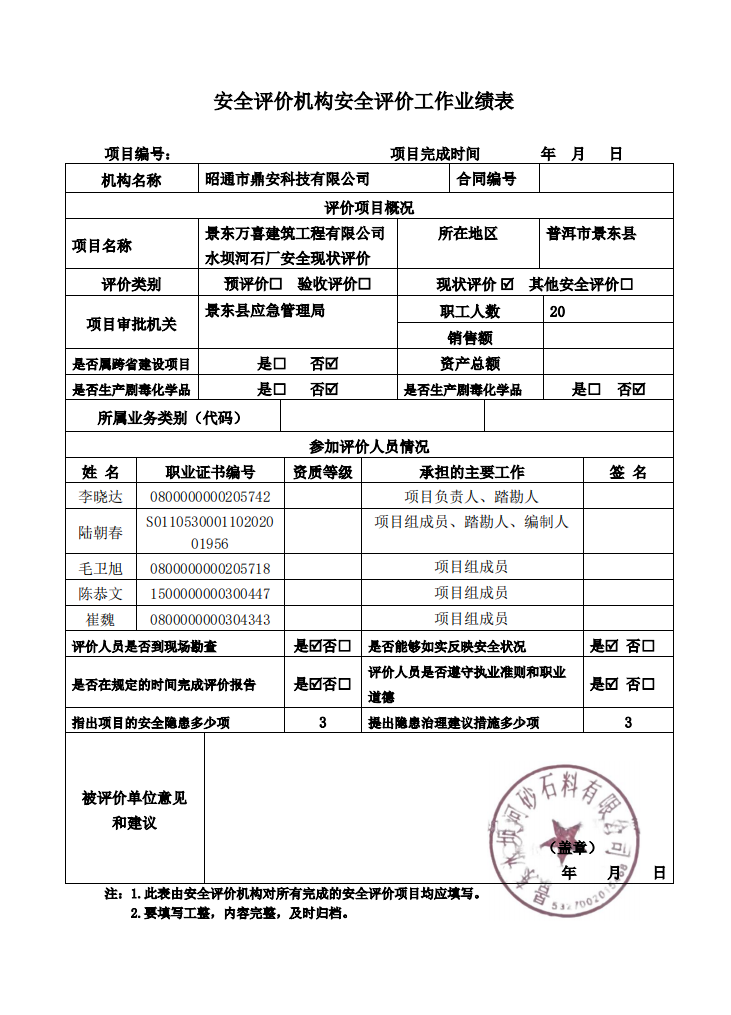 安全评价机构安全评价工作业绩表
项目编号： 项目完成时间 年 月 日
机构名称 昭通市鼎安科技有限公司 合同编号
评价项目概况
项目名称 景东万喜建筑工程有限公司 所在地区 普洱市景东县
水坝河石厂安全现状评价
评价类别 预评价☐ 验收评价☐ 现状评价☑ 其他安全评价☐
项目审批机关 景东县应急管理局 职工人数 20
销售额
是否属跨省建设项目 是☐ 否☑ 资产总额
是否生产剧毒化学品 是☐ 否☑ 是否生产剧毒化学品 是☐ 否☑
所属业务类别（代码）
参加评价人员情况
姓 名 职业证书编号 资质等级 承担的主要工作 签 名
李晓达 0800000000205742 项目负责人、踏勘人
陆朝春 S0110530001102020 项目组成员、踏勘人、编制人
01956
毛卫旭 0800000000205718 项目组成员
陈恭文 1500000000300447 项目组成员
崔魏 0800000000304343 项目组成员
评价人员是否到现场勘查 是☑否☐ 是否能够如实反映安全状况 是☑ 否☐
是否在规定的时间完成评价报告 是☑否☐ 评价人员是否遵守执业准则和职业
道德 是☑ 否☐
指出项目的安全隐患多少项 3 提出隐患治理建议措施多少项 3
被评价单位意见
和建议
水坝河砂石料有限公司
（盖章）
年 月 日
注：1.此表由安全评价机构对所有完成的安全评价项目均应填写。
2.要填写工整，内容完整，及时归档。